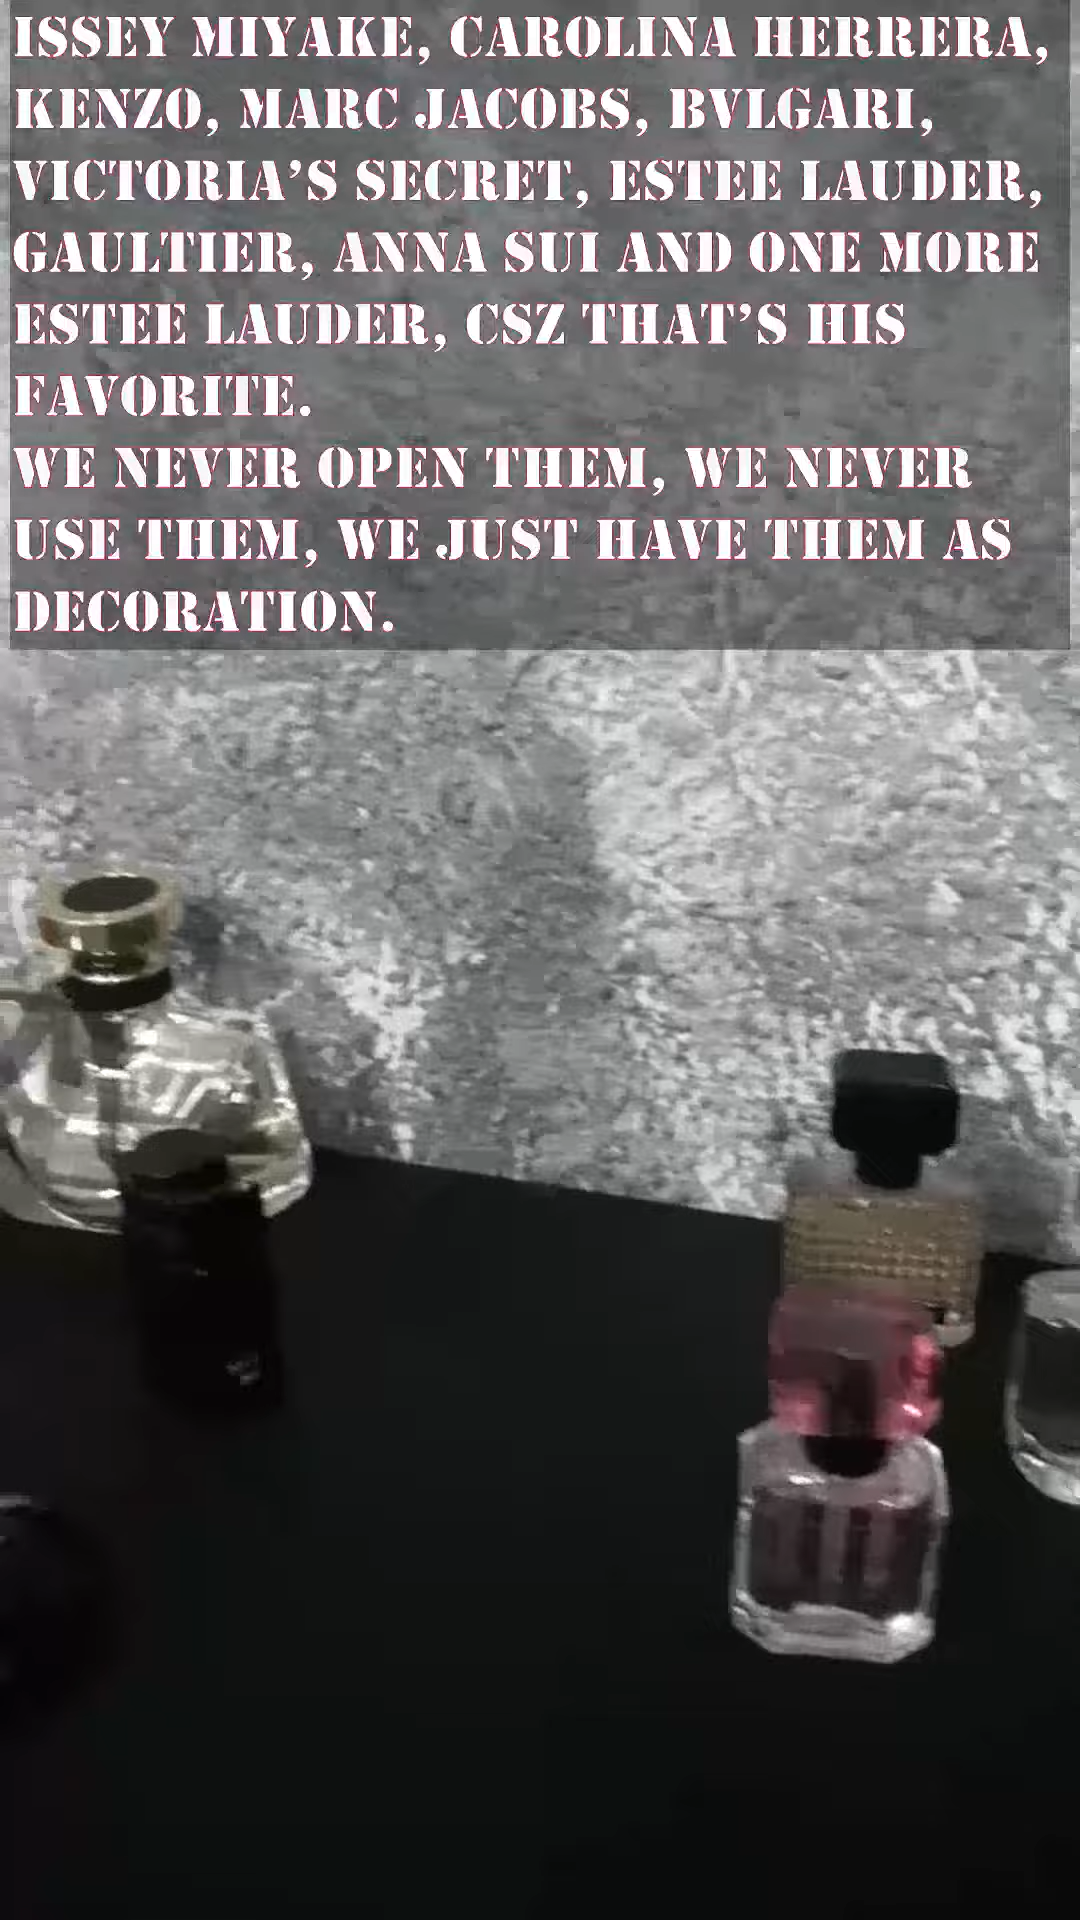 ISSEY MIYAKE, CAROLINA HERRERA,
KENZO, MARC JACOBS, BVLGARI,
VICTORIA'S SECRET, ESTEE LAUDER,
GAULTIER, ANNA SUI AND ONE MORE
ESTEE LAUDER, CSZ THAT'S HIS
FAVORITE.
WE NEVER OPEN THEM, WE NEVER
USE THEM, WE JUST HAVE THEM AS
DECORATION.